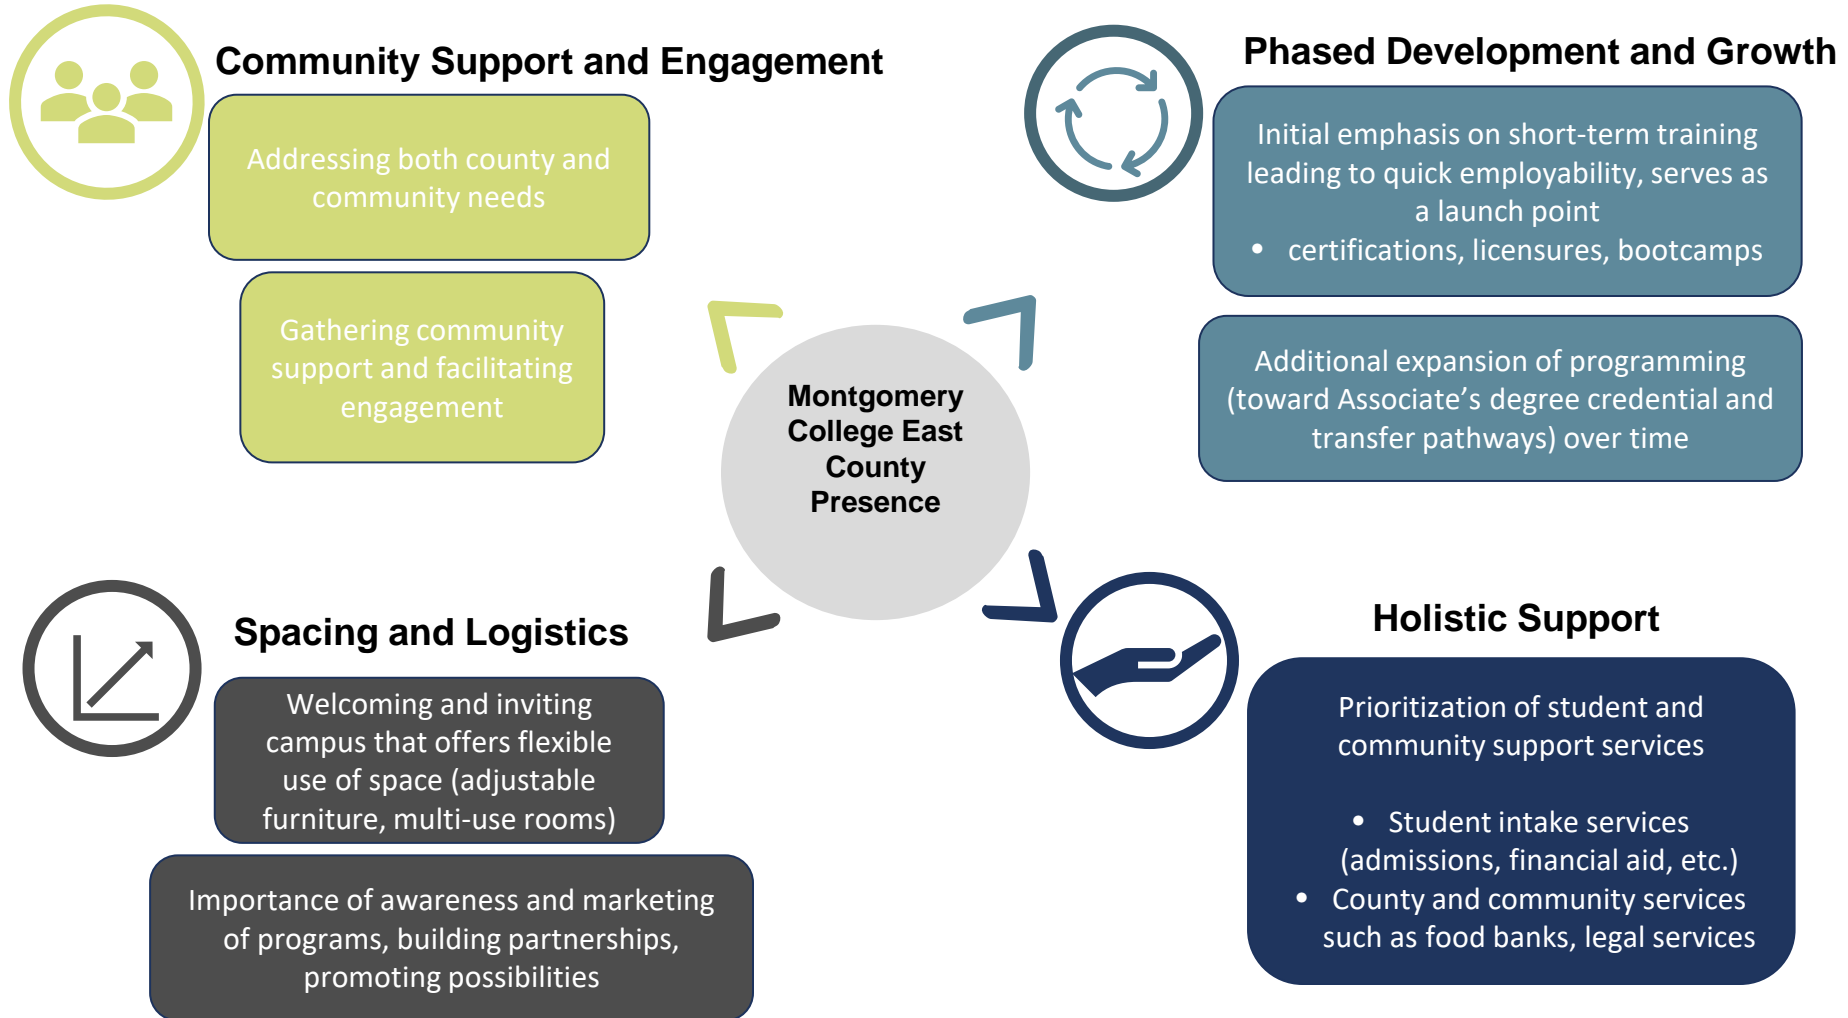 Community Support and Engagement
Addressing both county and
community needs
Gathering community
support and facilitating
engagement
Phased Development and Growth
Initial emphasis on short-term training
leading to quick employability, serves as
a launch point
• certifications, licensures, bootcamps
Additional expansion of programming
(toward Associate’s degree credential and
transfer pathways) over time
Montgomery
College East
County
Presence
Spacing and Logistics
Welcoming and inviting
campus that offers flexible
use of space (adjustable
furniture, multi-use rooms)
Importance of awareness and marketing
of programs, building partnerships,
promoting possibilities
Holistic Support
Prioritization of student and
community support services
• Student intake services
(admissions, financial aid, etc.)
• County and community services
such as food banks, legal services